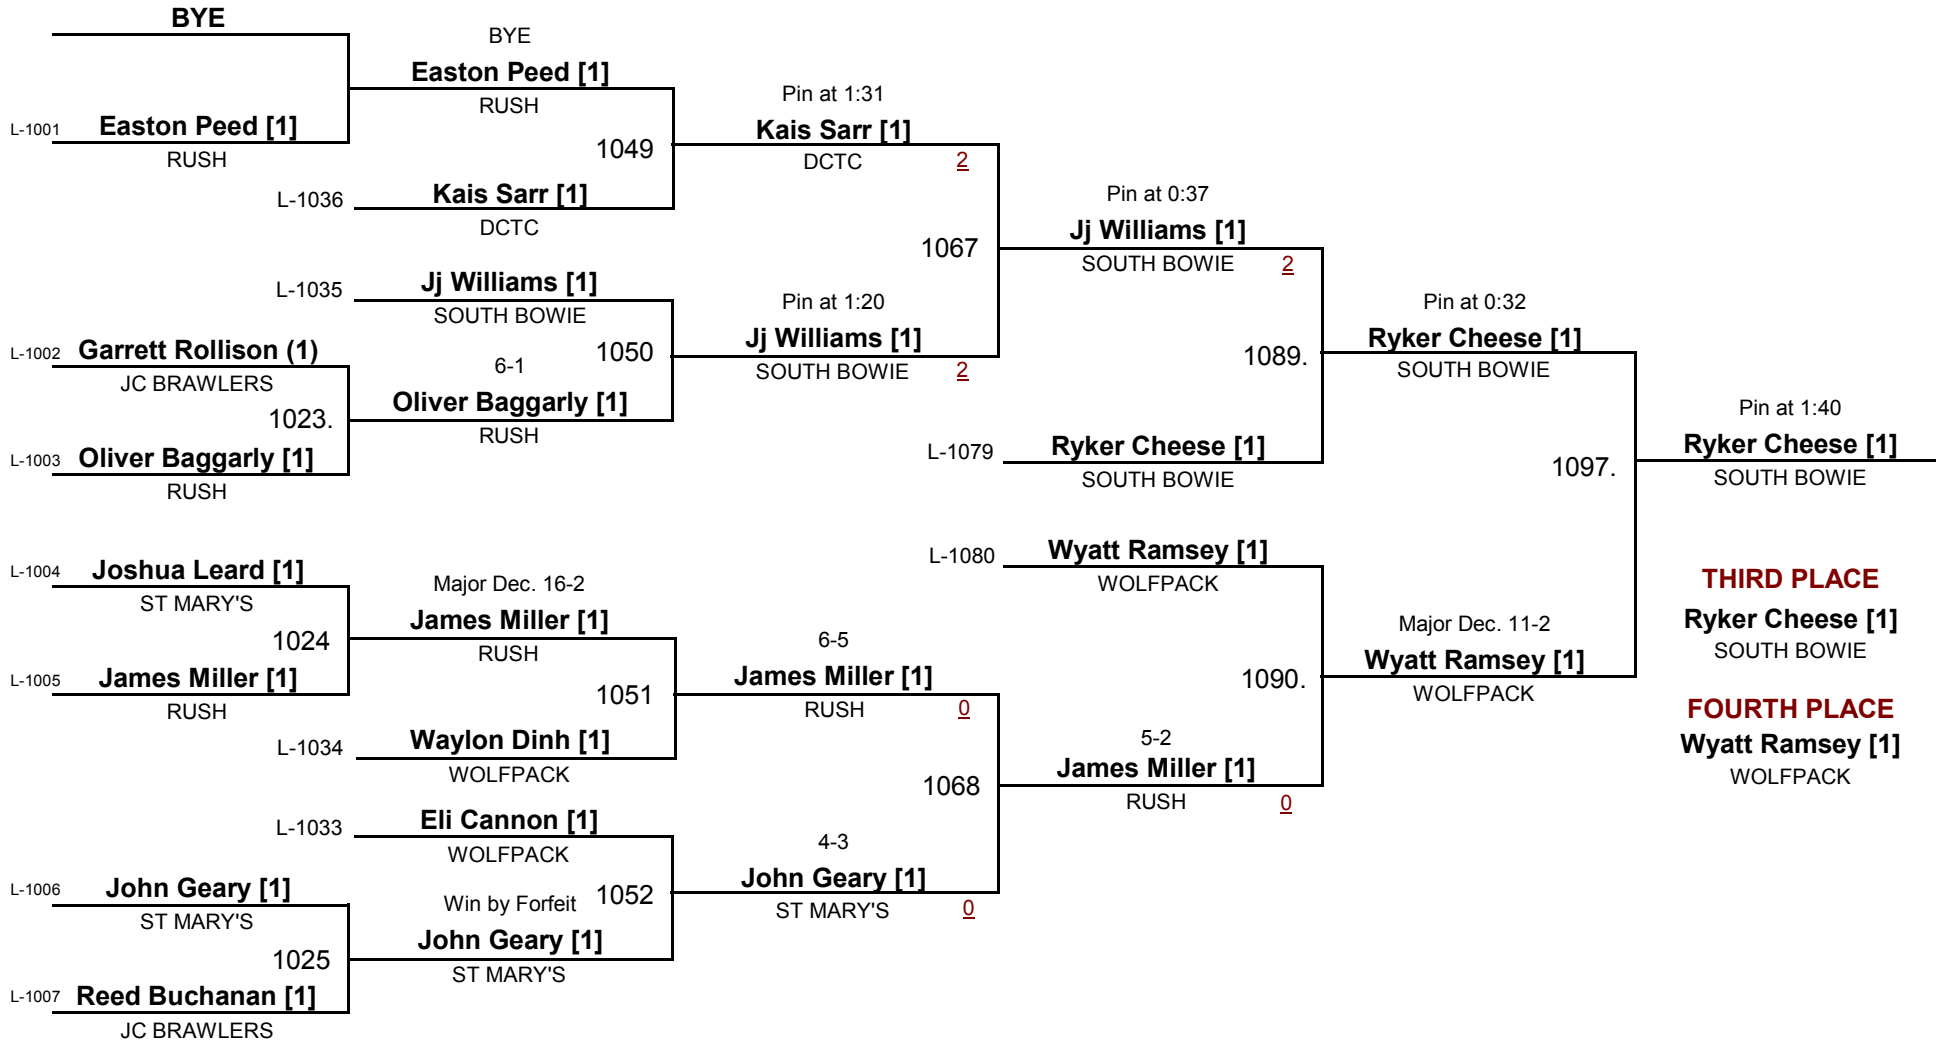 BYE
L-1001 Easton Peed [1]
RUSH
L-1002 Garrett Rollison (1)
JC BRAWLERS
1023.
L-1003 Oliver Baggarly [1]
RUSH
L-1004 Joshua Leard [1]
ST MARY'S
1024
L-1005 James Miller [1]
RUSH
L-1006 John Geary [1]
ST MARY'S
1025
L-1007 Reed Buchanan [1]
JC BRAWLERS
BYE
Easton Peed [1]
RUSH
1049
L-1036 Kais Sarr [1]
DCTC
L-1035 Jj Williams [1]
SOUTH BOWIE
1050
6-1
Oliver Baggarly [1]
RUSH
Major Dec. 16-2
James Miller [1]
RUSH
1051
L-1034 Waylon Dinh [1]
WOLFPACK
L-1033 Eli Cannon [1]
WOLFPACK
1052
Win by Forfeit
John Geary [1]
ST MARY'S
Pin at 1:31
Kais Sarr [1]
DCTC 2
1067
Pin at 1:20
Jj Williams [1]
SOUTH BOWIE 2
6-5
James Miller [1]
RUSH 0
1068
4-3
John Geary [1]
ST MARY'S 0
Pin at 0:37
Jj Williams [1]
SOUTH BOWIE 2
1089.
L-1079 Ryker Cheese [1]
SOUTH BOWIE
L-1080 Wyatt Ramsey [1]
WOLFPACK
1090.
5-2
James Miller [1]
RUSH 0
Pin at 0:32
Ryker Cheese [1]
SOUTH BOWIE
1097.
Major Dec. 11-2
Wyatt Ramsey [1]
WOLFPACK
Pin at 1:40
Ryker Cheese [1]
SOUTH BOWIE
THIRD PLACE
Ryker Cheese [1]
SOUTH BOWIE
FOURTH PLACE
Wyatt Ramsey [1]
WOLFPACK